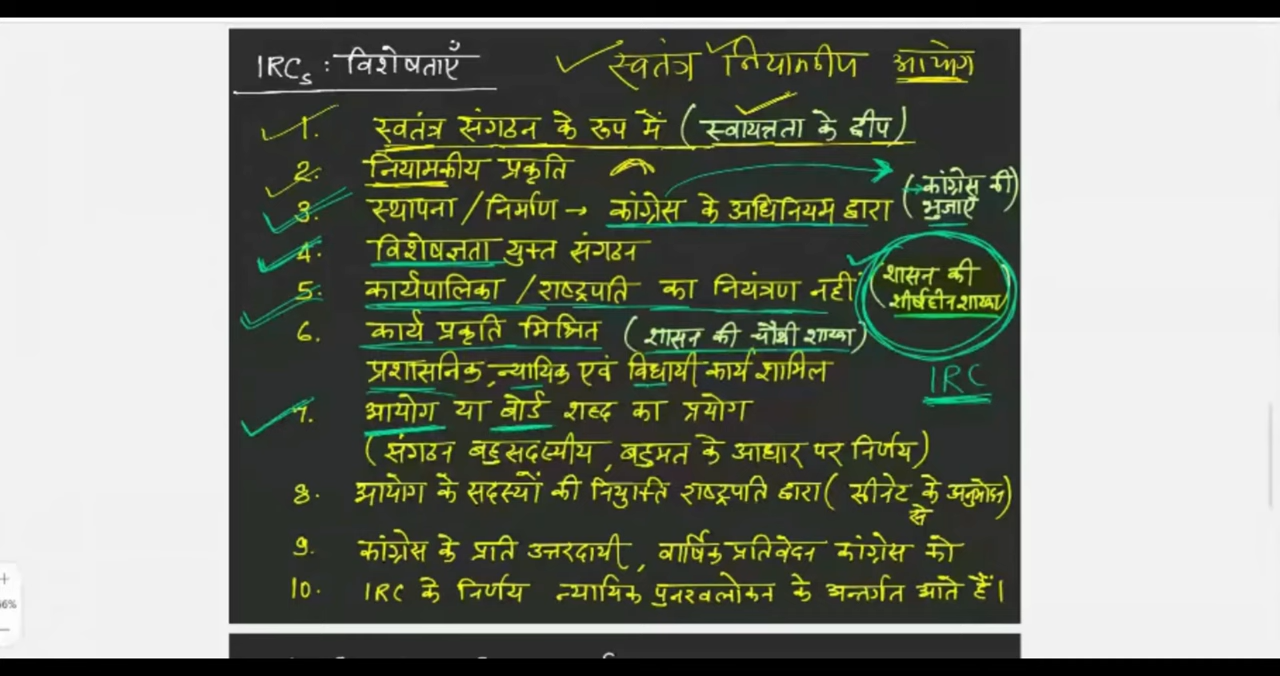 IRCs : विशेषताएँ
स्वतंत्र नियामकीय आयोग
1. स्वतंत्र संगठन के रूप में (स्वायत्तता के द्वीप)
2. नियामकीय प्रकृति
3. स्थापना/निर्माण → कांग्रेस के अधिनियम द्वारा (→कांग्रेस की भुजाएँ)
4. विशेषज्ञता युक्त संगठन
5. कार्यपालिका/राष्ट्रपति का नियंत्रण नहीं (शासन की शीर्षहीन शाखा)
6. कार्य प्रकृति मिश्रित (शासन की चौथी शाखा)
प्रशासनिक, न्यायिक एवं विधायी कार्य शामिल
IRC
7. आयोग या बोर्ड शब्द का प्रयोग
(संगठन बहुसदस्यीय, बहुमत के आधार पर निर्णय)
8. आयोग के सदस्यों की नियुक्ति राष्ट्रपति द्वारा (सीनेट के अनुमोदन से)
9. कांग्रेस के प्रति उत्तरदायी, वार्षिक प्रतिवेदन कांग्रेस को
10. IRC के निर्णय न्यायिक पुनरवलोकन के अन्तर्गत आते हैं।